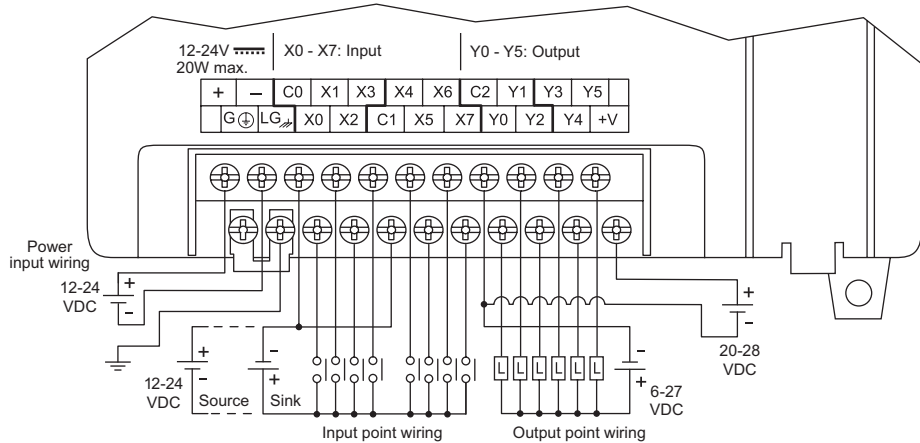 12-24V X0 - X7: Input Y0 - Y5: Output
20W max.
+ – C0 X1 X3 X4 X6 C2 Y1 Y3 Y5
G LG X0 X2 C1 X5 X7 Y0 Y2 Y4 +V
Power
input wiring
12-24
VDC
+
-
+
-
20-28
VDC
12-24
VDC
+
-
Source
-
+
Sink
L L L L L L
-
+
6-27
VDC
Input point wiring
Output point wiring